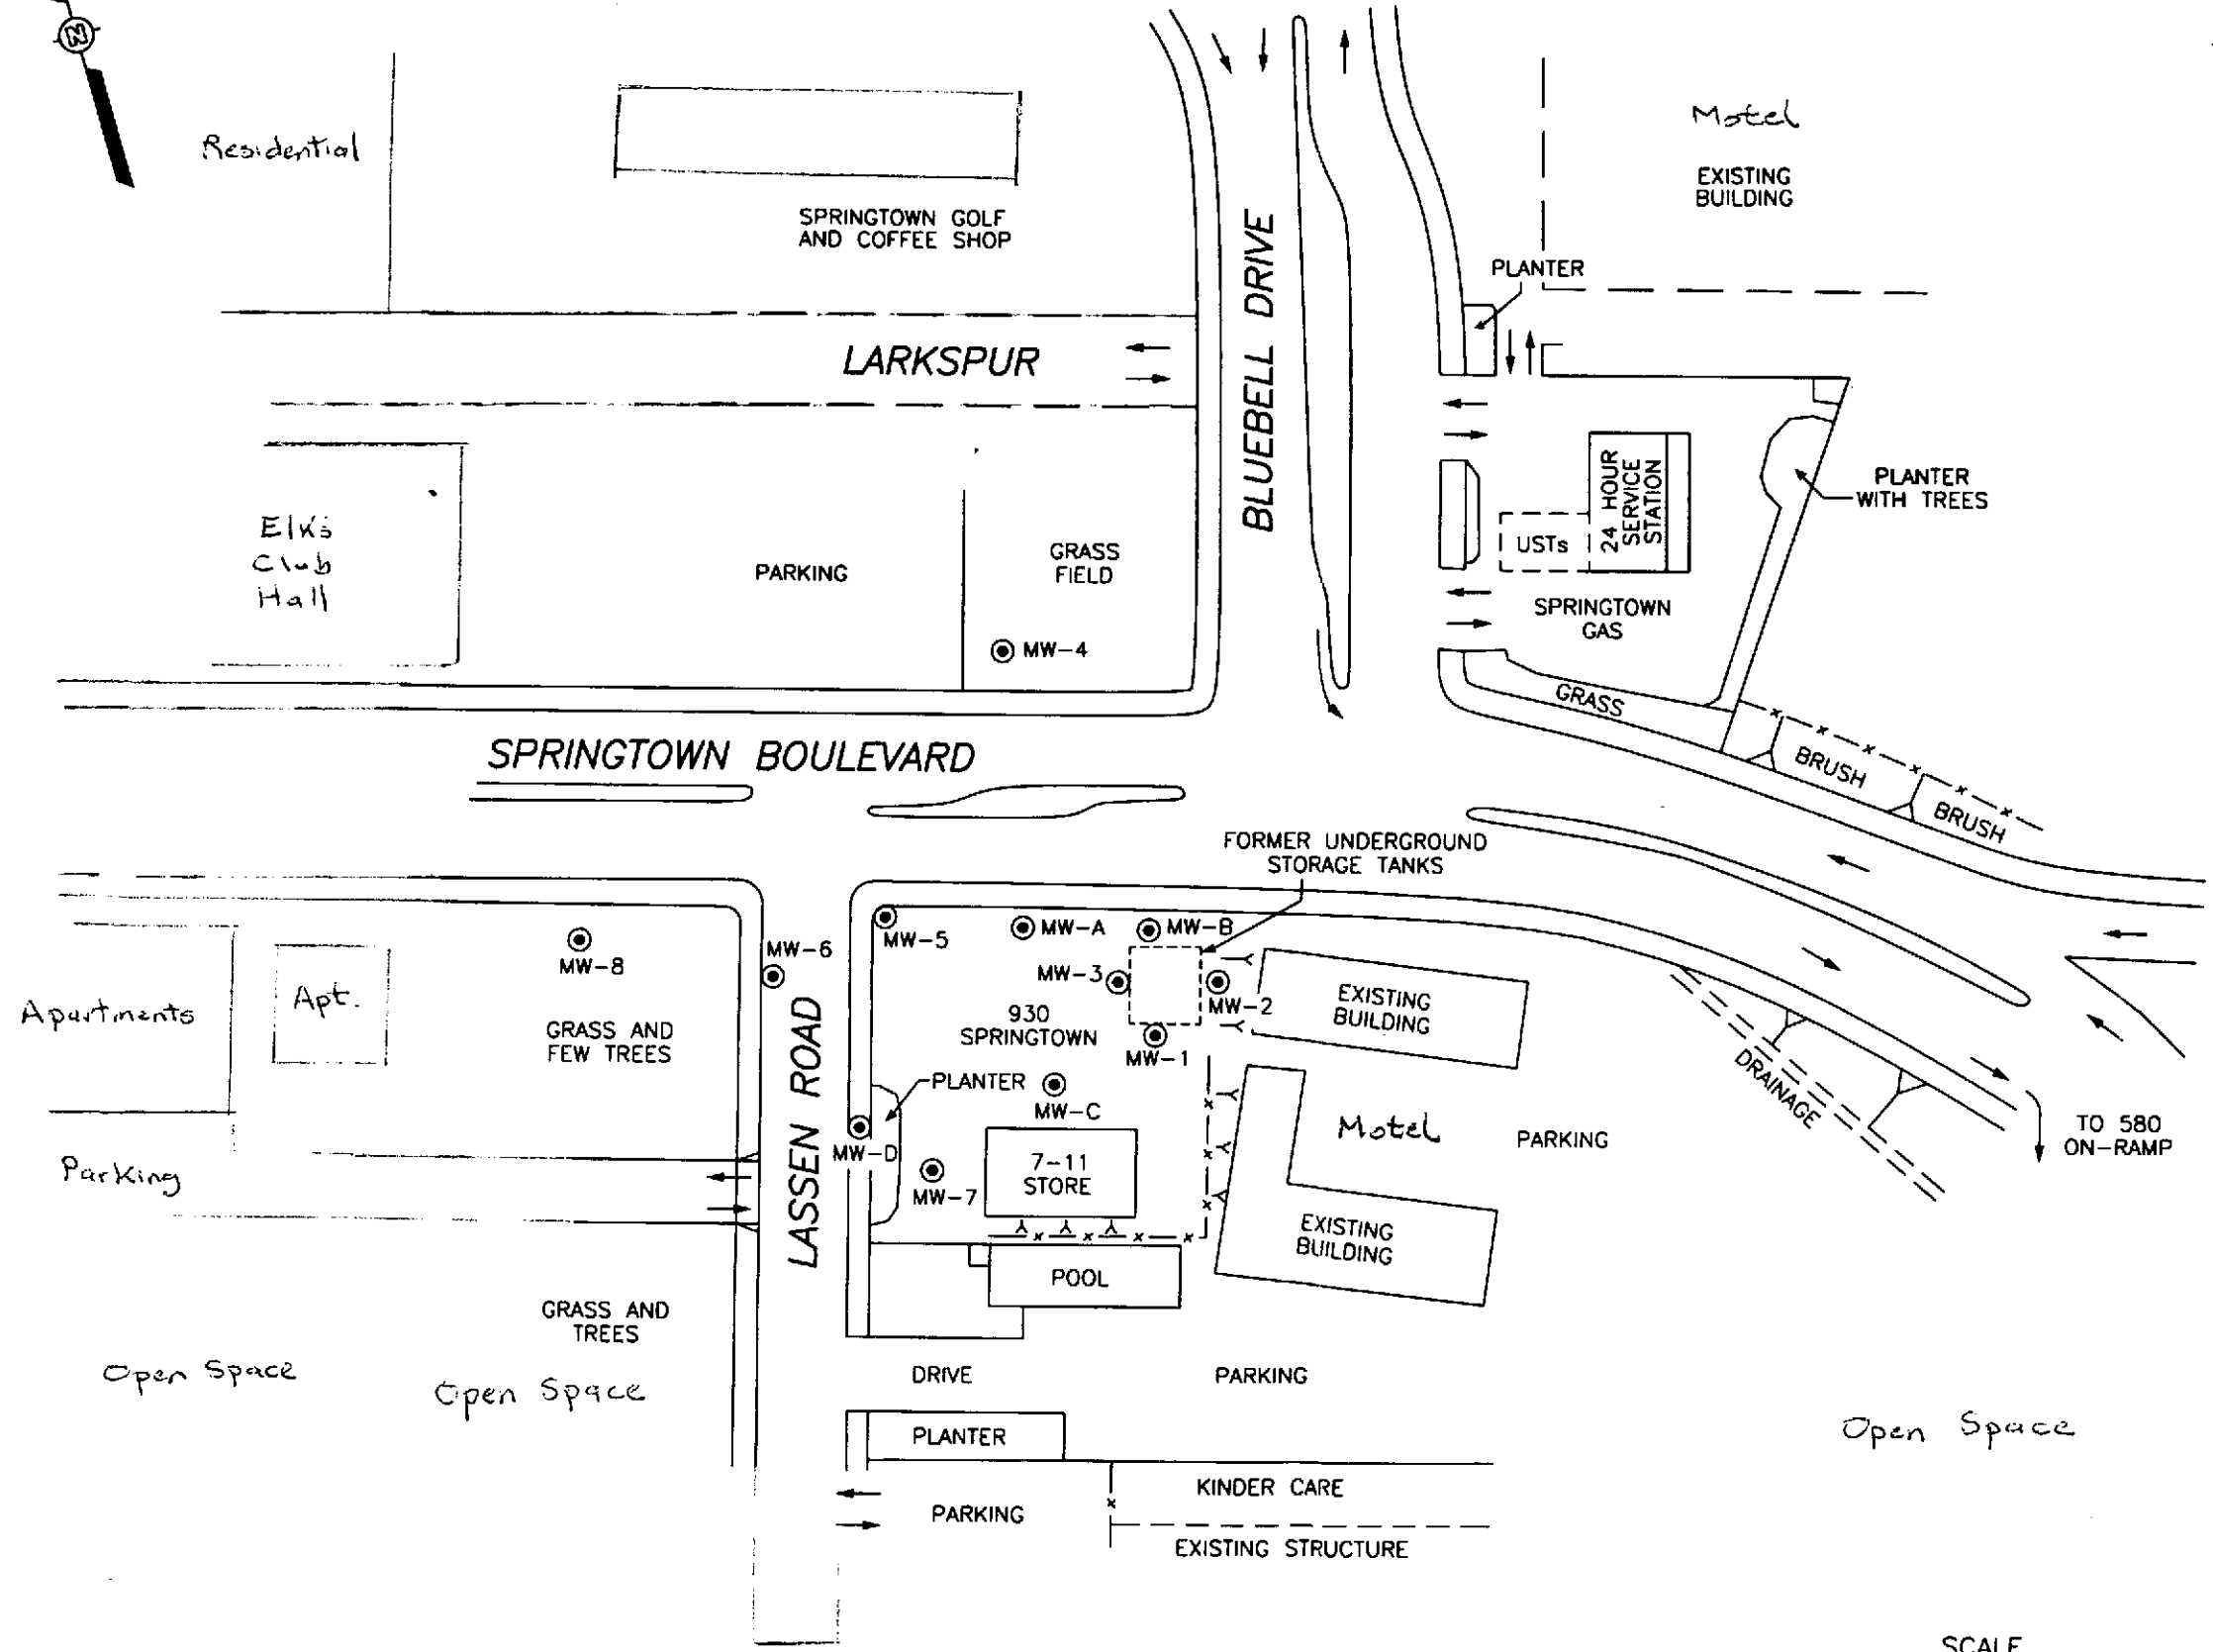 N
Residential
SPRINGTOWN GOLF
AND COFFEE SHOP
BLUEBELL DRIVE
Motel
EXISTING
BUILDING
PLANTER
LARKSPUR
Elk's
Club
Hall
PARKING
GRASS
FIELD
MW-4
USTs
24 HOUR
SERVICE
STATION
PLANTER
WITH TREES
SPRINGTOWN
GAS
GRASS
BRUSH
BRUSH
SPRINGTOWN BOULEVARD
FORMER UNDERGROUND
STORAGE TANKS
MW-8
MW-6
MW-5
MW-A
MW-B
MW-3
MW-2
MW-1
930
SPRINGTOWN
EXISTING
BUILDING
Apartments
Apt.
GRASS AND
FEW TREES
LASSEN ROAD
PLANTER
MW-C
MW-D
MW-7
7-11
STORE
Motel
PARKING
DRAINAGE
TO 580
ON-RAMP
Parking
EXISTING
BUILDING
POOL
GRASS AND
TREES
Open Space
Open Space
DRIVE
PARKING
Open Space
PLANTER
KINDER CARE
PARKING
EXISTING STRUCTURE
SCALE